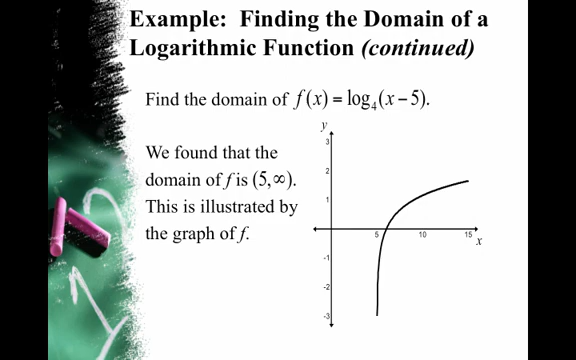 Example: Finding the Domain of a
Logarithmic Function (continued)
Find the domain of f(x) = log₄(x − 5).
We found that the
domain of f is (5, ∞).
This is illustrated by
the graph of f.
y
3
2
1
5 10 15 x
-1
-2
-3